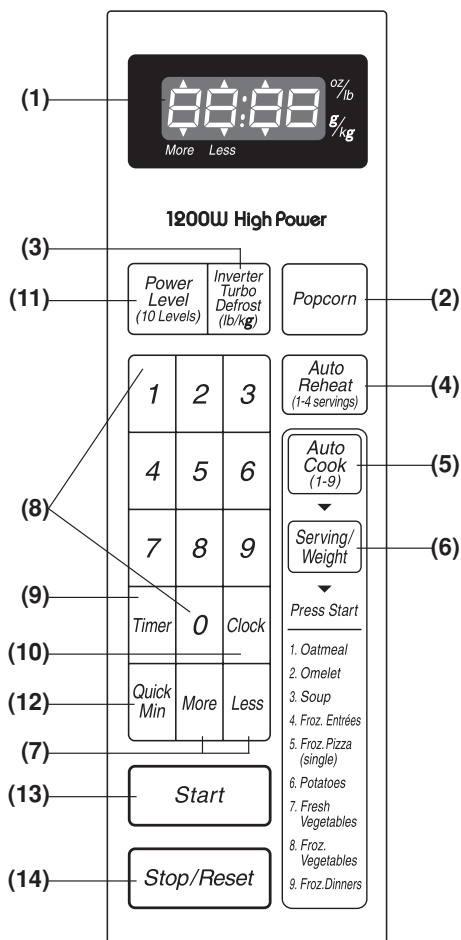 (1)
88:88
oz/lb
g/kg
More Less
1200W High Power
(3)
(11)
Power
Level
(10 Levels)
Inverter
Turbo
Defrost
(lb/kg)
Popcorn
(2)
1 2 3
4 5 6
7 8 9
(8)
(9)
Timer 0 Clock
(10)
(12)
Quick
Min
More Less
(7)
Auto
Reheat
(1-4 servings)
(4)
Auto
Cook
(1-9)
(5)
Serving/
Weight
(6)
Press Start
1. Oatmeal
2. Omelet
3. Soup
4. Froz. Entrées
5. Froz. Pizza
(single)
6. Potatoes
7. Fresh
Vegetables
8. Froz.
Vegetables
9. Froz. Dinners
(13)
Start
(14)
Stop/Reset